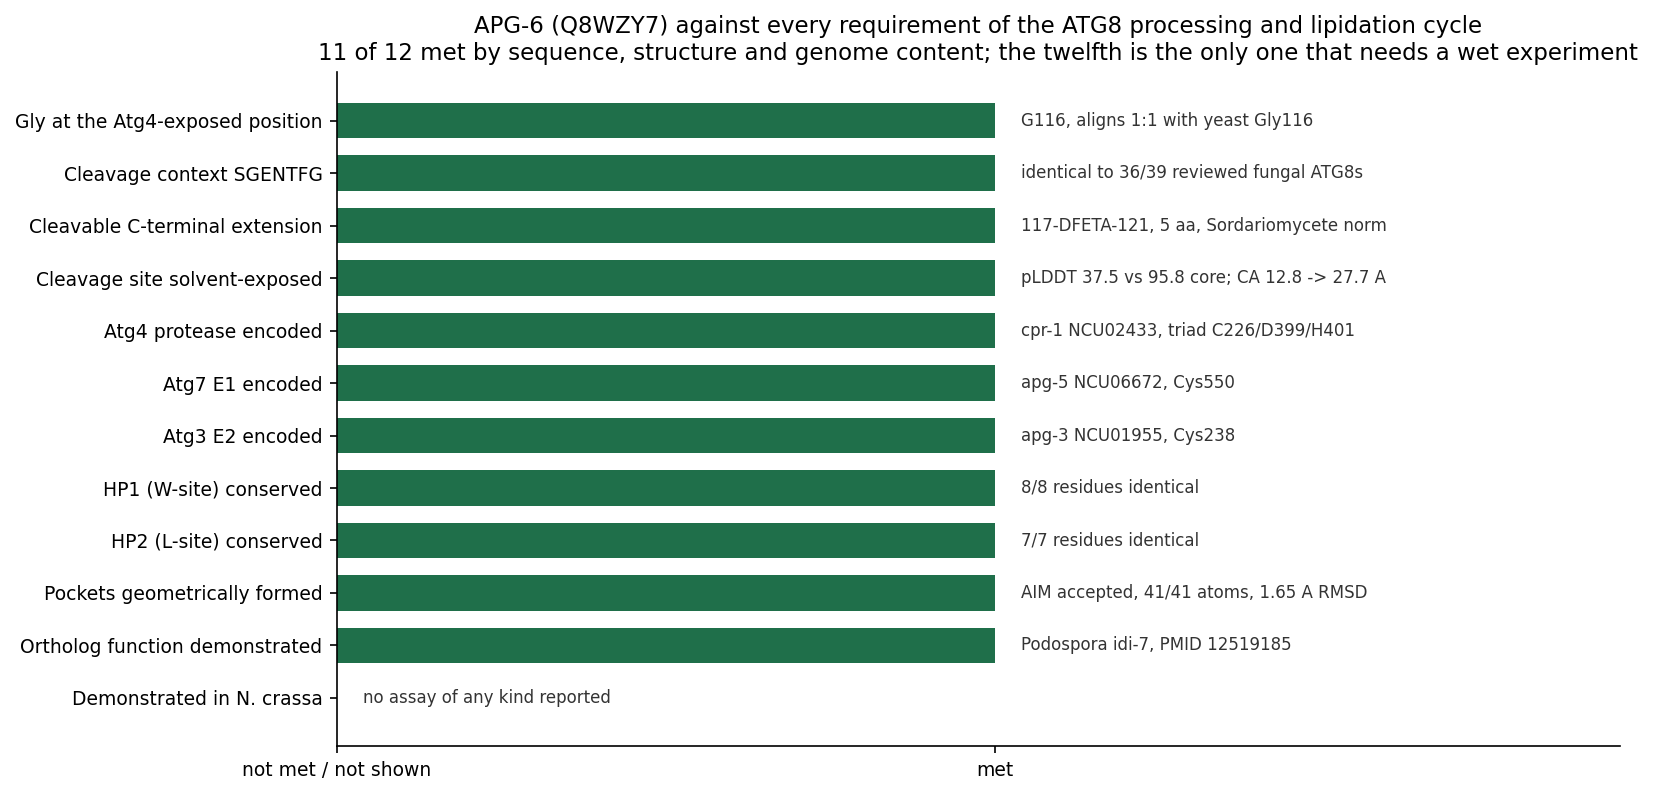 APG-6 (Q8WZY7) against every requirement of the ATG8 processing and lipidation cycle
11 of 12 met by sequence, structure and genome content; the twelfth is the only one that needs a wet experiment
Gly at the Atg4-exposed position G116, aligns 1:1 with yeast Gly116
Cleavage context SGENTFG identical to 36/39 reviewed fungal ATG8s
Cleavable C-terminal extension 117-DFETA-121, 5 aa, Sordariomycete norm
Cleavage site solvent-exposed pLDDT 37.5 vs 95.8 core; CA 12.8 -> 27.7 A
Atg4 protease encoded cpr-1 NCU02433, triad C226/D399/H401
Atg7 E1 encoded apg-5 NCU06672, Cys550
Atg3 E2 encoded apg-3 NCU01955, Cys238
HP1 (W-site) conserved 8/8 residues identical
HP2 (L-site) conserved 7/7 residues identical
Pockets geometrically formed AIM accepted, 41/41 atoms, 1.65 A RMSD
Ortholog function demonstrated Podospora idi-7, PMID 12519185
Demonstrated in N. crassa no assay of any kind reported
not met / not shown met